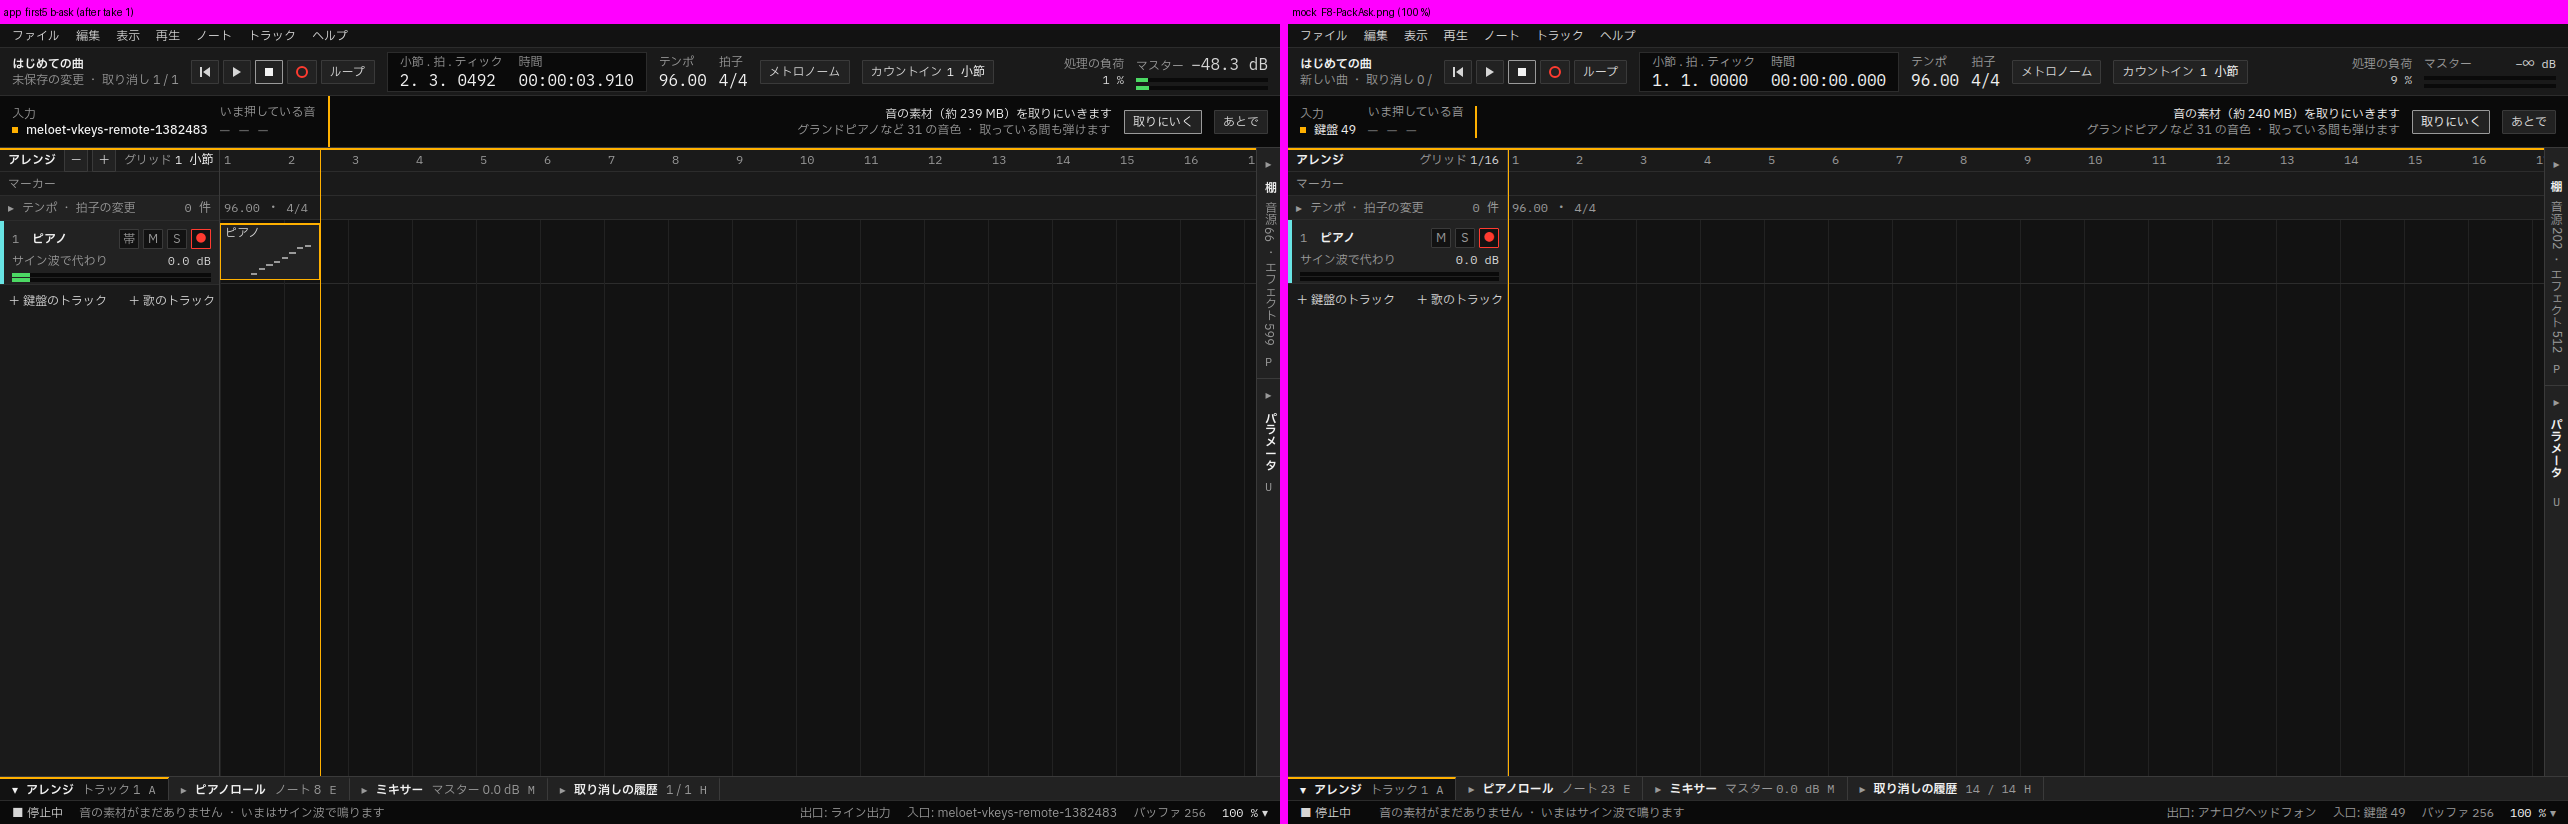 app first5 b-ask (after take 1)
ファイル 編集 表示 再生 ノート トラック ヘルプ
はじめての曲
未保存の変更 ・ 取り消し 1 / 1
ループ
小節 . 拍 . ティック 時間
2. 3. 0492 00:00:03.910
テンポ 拍子
96.00 4/4
メトロノーム
カウントイン 1 小節
処理の負荷
1 %
マスター −48.3 dB
入力
meloet-vkeys-remote-1382483
いま押している音
— — —
音の素材（約 239 MB）を取りにいきます
グランドピアノなど 31 の音色 ・ 取っている間も弾けます
取りにいく
あとで
アレンジ − ＋ グリッド 1 小節
1 2 3 4 5 6 7 8 9 10 11 12 13 14 15 16 1
マーカー
▸ テンポ ・ 拍子の変更 0 件
96.00 ・ 4/4
1 ピアノ 帯 M S
サイン波で代わり 0.0 dB
ピアノ
＋ 鍵盤のトラック ＋ 歌のトラック
▸ 棚 音源 66 ・ エフェクト 599 P
▸ パラメータ U
▾ アレンジ トラック 1 A
▸ ピアノロール ノート 8 E
▸ ミキサー マスター 0.0 dB M
▸ 取り消しの履歴 1 / 1 H
■ 停止中 音の素材がまだありません ・ いまはサイン波で鳴ります
出口: ライン出力 入口: meloet-vkeys-remote-1382483 バッファ 256 100 % ▾
mock F8-PackAsk.png (100 %)
ファイル 編集 表示 再生 ノート トラック ヘルプ
はじめての曲
新しい曲 ・ 取り消し 0 /
ループ
小節 . 拍 . ティック 時間
1. 1. 0000 00:00:00.000
テンポ 拍子
96.00 4/4
メトロノーム
カウントイン 1 小節
処理の負荷
9 %
マスター −∞ dB
入力
鍵盤 49
いま押している音
— — —
音の素材（約 240 MB）を取りにいきます
グランドピアノなど 31 の音色 ・ 取っている間も弾けます
取りにいく
あとで
アレンジ グリッド 1/16
1 2 3 4 5 6 7 8 9 10 11 12 13 14 15 16 1
マーカー
▸ テンポ ・ 拍子の変更 0 件
96.00 ・ 4/4
1 ピアノ M S
サイン波で代わり 0.0 dB
＋ 鍵盤のトラック ＋ 歌のトラック
▸ 棚 音源 202 ・ エフェクト 512 P
▸ パラメータ U
▾ アレンジ トラック 1 A
▸ ピアノロール ノート 23 E
▸ ミキサー マスター 0.0 dB M
▸ 取り消しの履歴 14 / 14 H
■ 停止中 音の素材がまだありません ・ いまはサイン波で鳴ります
出口: アナログヘッドフォン 入口: 鍵盤 49 バッファ 256 100 % ▾